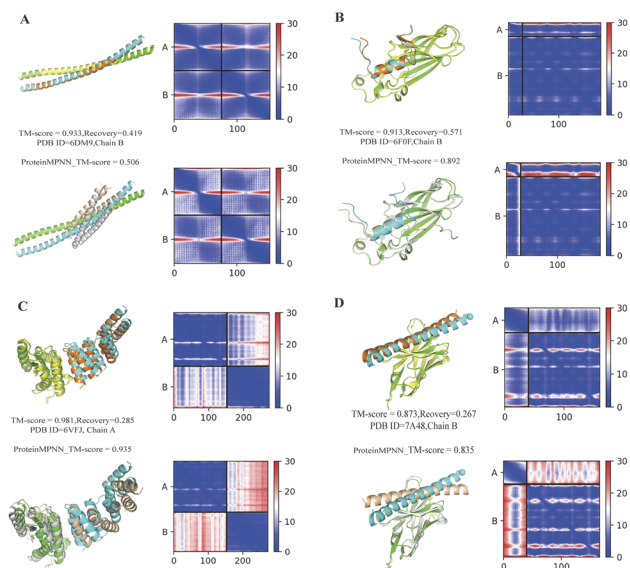 A
30
20
10
0
A
B
0
100
TM-score = 0.933,Recovery=0.419
PDB ID=6DM9,Chain B
ProteinMPNN_TM-score = 0.506
30
20
10
0
A
B
0
100
B
30
20
10
0
A
B
0
100
TM-score = 0.913,Recovery=0.571
PDB ID=6F0F,Chain B
ProteinMPNN_TM-score = 0.892
30
20
10
0
A
B
0
100
C
30
20
10
0
A
B
0
100
200
TM-score = 0.981,Recovery=0.285
PDB ID=6VFJ, Chain A
ProteinMPNN_TM-score = 0.935
30
20
10
0
A
B
0
100
200
D
30
20
10
0
A
B
0
100
TM-score = 0.873,Recovery=0.267
PDB ID=7A48,Chain B
ProteinMPNN_TM-score = 0.835
30
20
10
0
A
B
0
100